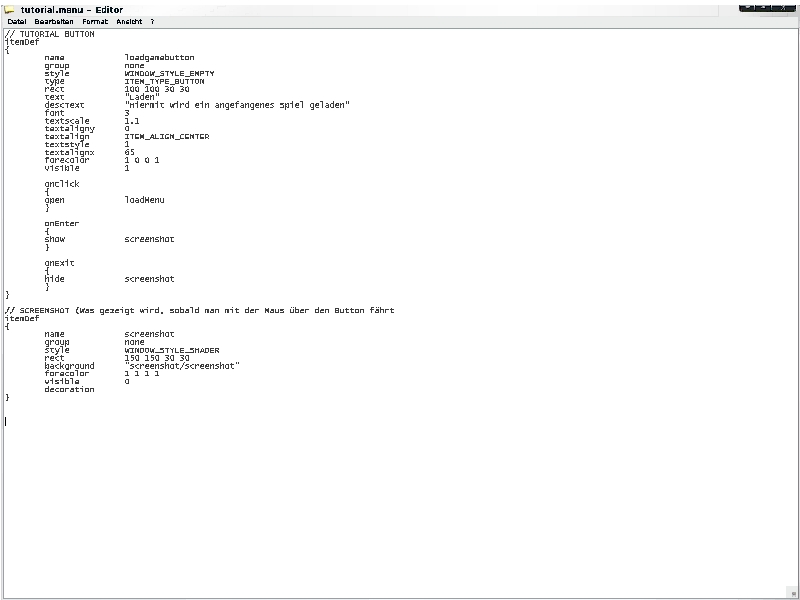 tutorial.menu - Editor
Datei Bearbeiten Format Ansicht ?
// TUTORIAL BUTTON
itemDef
{
name loadgamebutton
group none
style WINDOW_STYLE_EMPTY
type ITEM_TYPE_BUTTON
rect 100 100 30 30
text "Laden"
descText "Hiermit wird ein angefangenes Spiel geladen"
font 3
textscale 1.1
textaligny 0
textalign ITEM_ALIGN_CENTER
textstyle 1
textalignx 65
forecolor 1 0 0 1
visible 1
onClick
{
open loadMenu
}
onEnter
{
show screenshot
}
onExit
{
hide screenshot
}
}
// SCREENSHOT (Was gezeigt wird, sobald man mit der Maus über den Button fährt
itemDef
{
name screenshot
group none
style WINDOW_STYLE_SHADER
rect 150 150 30 30
background "screenshot/screenshot"
forecolor 1 1 1 1
visible 0
decoration
}